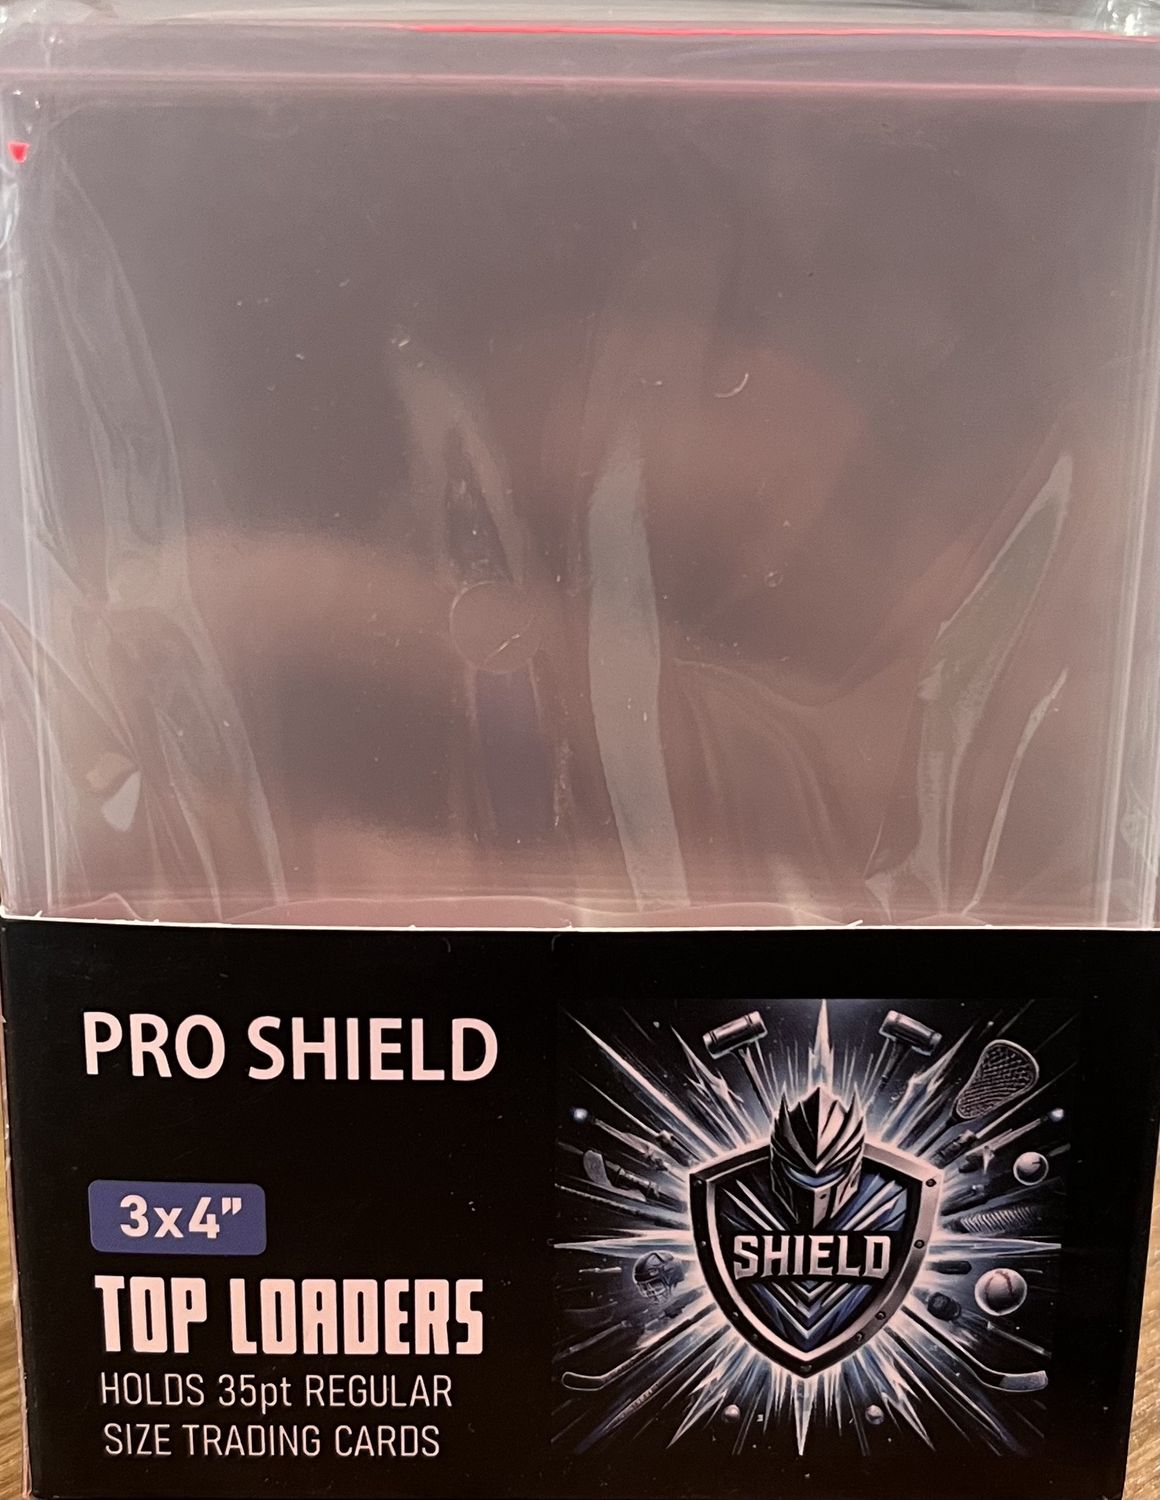 PRO SHIELD
3x4”
TOP LOADERS
HOLDS 35pt REGULAR
SIZE TRADING CARDS
SHIELD